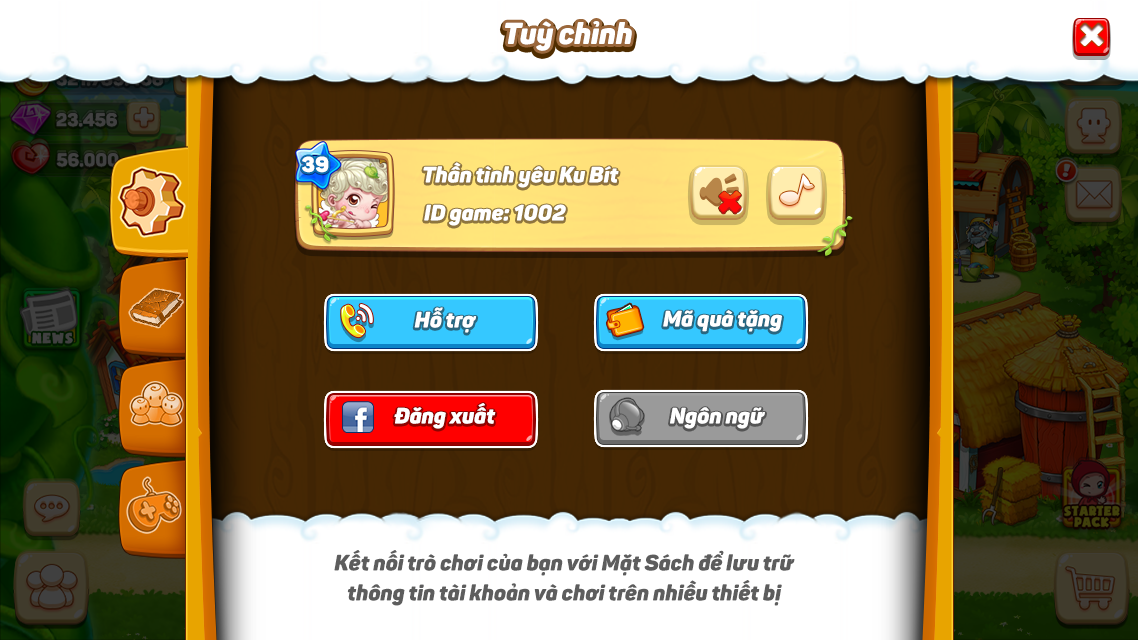 Tuỳ chỉnh
23.456
56.000
39
Thần tình yêu Ku Bít
ID game: 1002
NEWS
Hỗ trợ
Mã quà tặng
Đăng xuất
Ngôn ngữ
STARTER
PACK
Kết nối trò chơi của bạn với Mặt Sách để lưu trữ
thông tin tài khoản và chơi trên nhiều thiết bị